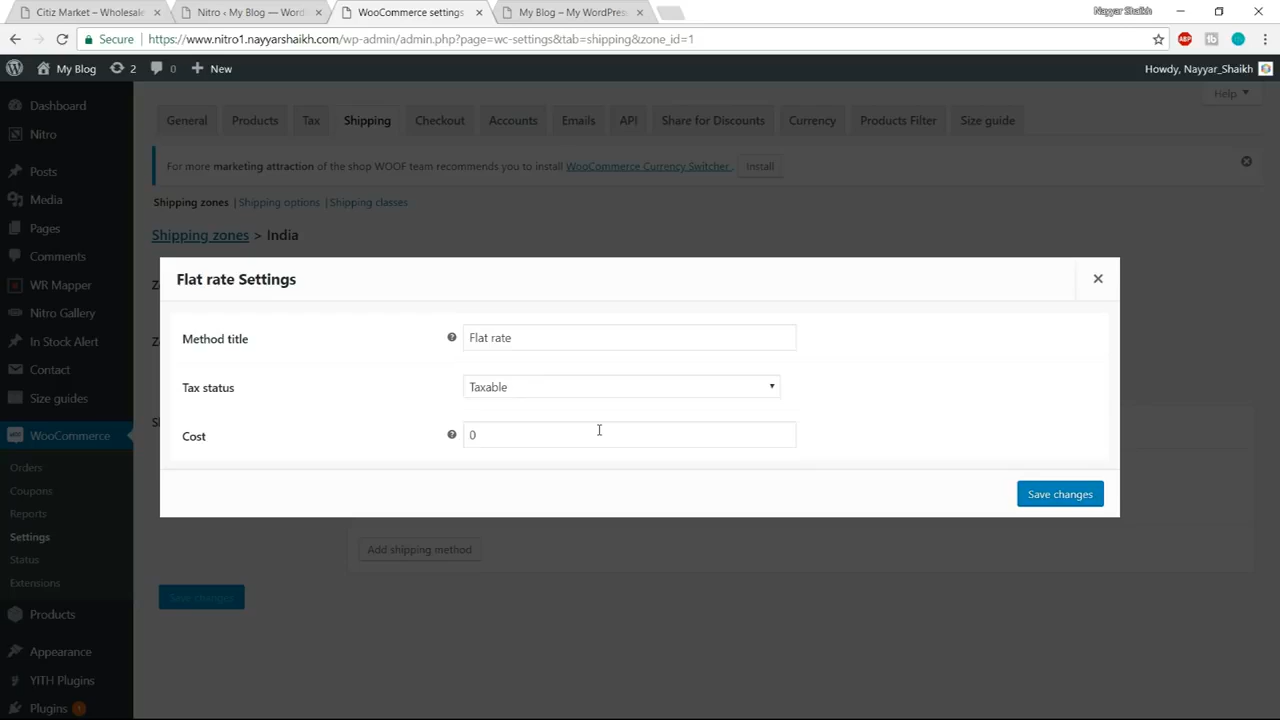 Citiz Market – Wholesale
Nitro ‹ My Blog — Word
WooCommerce settings
My Blog – My WordPress
Nayyar Shaikh
Secure
https://www.nitro1.nayyarshaikh.com/wp-admin/admin.php?page=wc-settings&tab=shipping&zone_id=1
ABP
My Blog
2
0
New
Howdy, Nayyar_Shaikh
Help
Dashboard
Nitro
Posts
Media
Pages
Comments
WR Mapper
Nitro Gallery
In Stock Alert
Contact
Size guides
WooCommerce
Orders
Coupons
Reports
Settings
Status
Extensions
Products
Appearance
YITH Plugins
Plugins 1
General
Products
Tax
Shipping
Checkout
Accounts
Emails
API
Share for Discounts
Currency
Products Filter
Size guide
For more marketing attraction of the shop WOOF team recommends you to install WooCommerce Currency Switcher. Install
Shipping zones | Shipping options | Shipping classes
Shipping zones > India
Flat rate Settings
Method title
Flat rate
Tax status
Taxable
Cost
0
Save changes
Add shipping method
Save changes